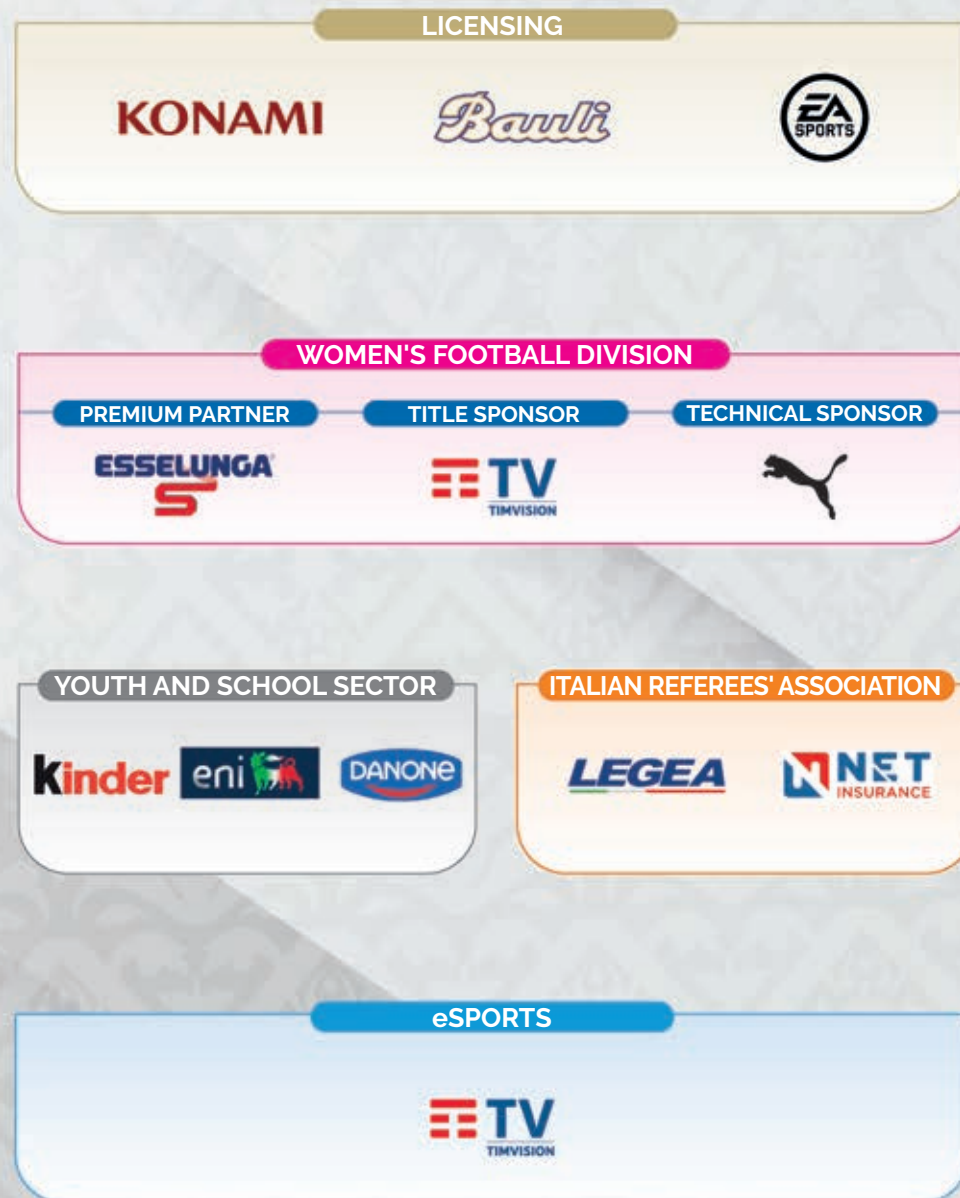 LICENSING
KONAMI Bauli EA SPORTS
WOMEN'S FOOTBALL DIVISION
PREMIUM PARTNER TITLE SPONSOR TECHNICAL SPONSOR
ESSELUNGA S TV TIMVISION
YOUTH AND SCHOOL SECTOR ITALIAN REFEREES' ASSOCIATION
kinder eni DANONE LEGEA N NET INSURANCE
eSPORTS
TV
TIMVISION